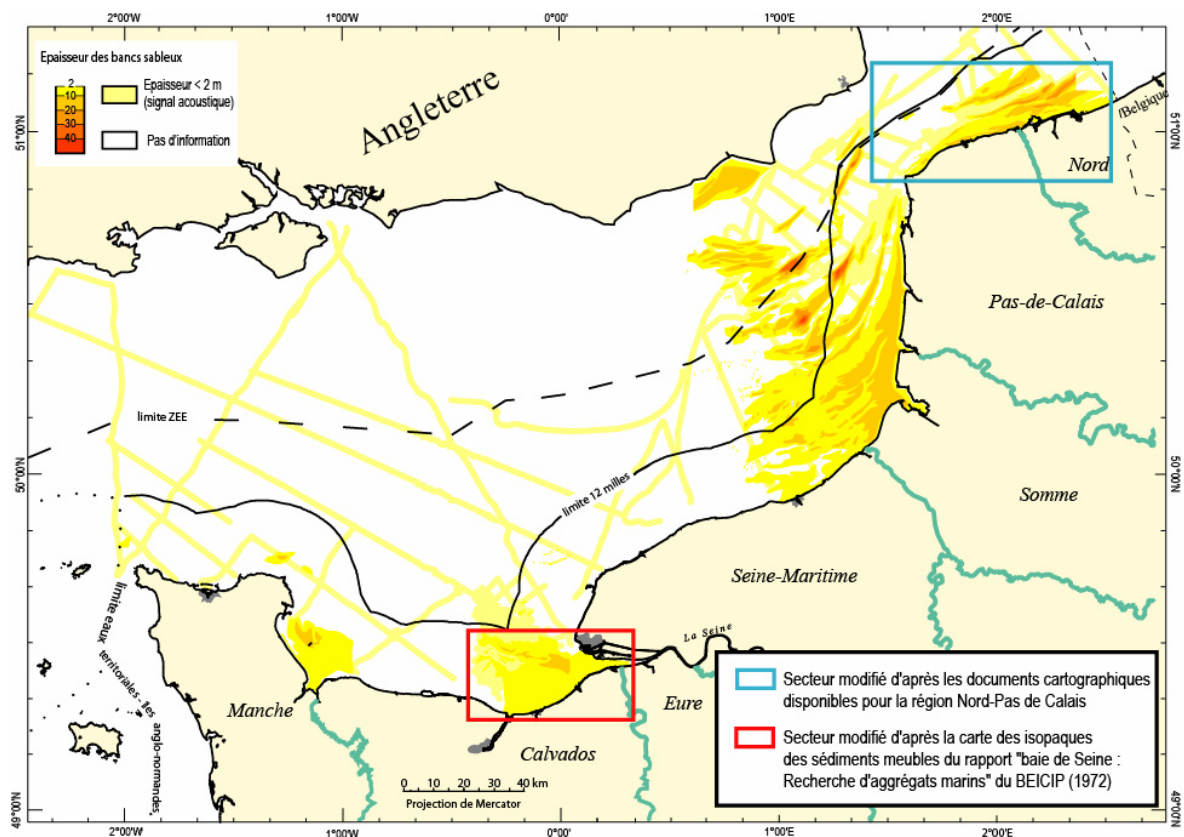 2°00'W
1°00'W
0°00'
1°00'E
2°00'E
Epaisseur des bancs sableux
2
10
20
30
40
Epaisseur < 2 m
(signal acoustique)
Pas d'information
Angleterre
51°00'N
51°00'N
/Belgique
Nord
Pas-de-Calais
limite ZEE
50°00'N
50°00'N
limite 12 milles
Somme
Seine-Maritime
limite eaux territoriales - îles anglo-normandes
La Seine
Manche
Eure
Calvados
0 10 20 30 40 km
Projection de Mercator
Secteur modifié d'après les documents cartographiques
disponibles pour la région Nord-Pas de Calais
Secteur modifié d'après la carte des isopaques
des sédiments meubles du rapport "baie de Seine :
Recherche d'aggrégats marins" du BEICIP (1972)
49°00'N
49°00'N
2°00'W
1°00'W
0°00'
1°00'E
2°00'E